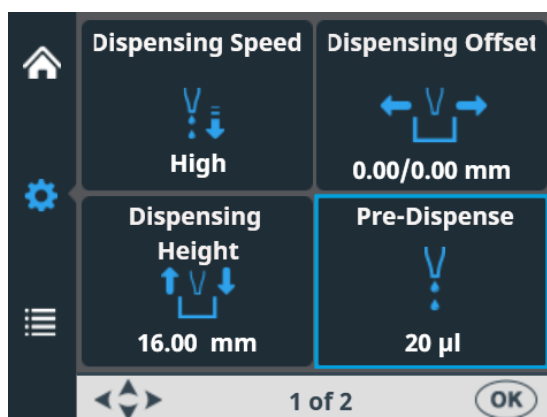 Dispensing Speed
High
Dispensing Offset
0.00/0.00 mm
Dispensing
Height
16.00 mm
Pre-Dispense
20 µl
1 of 2
OK